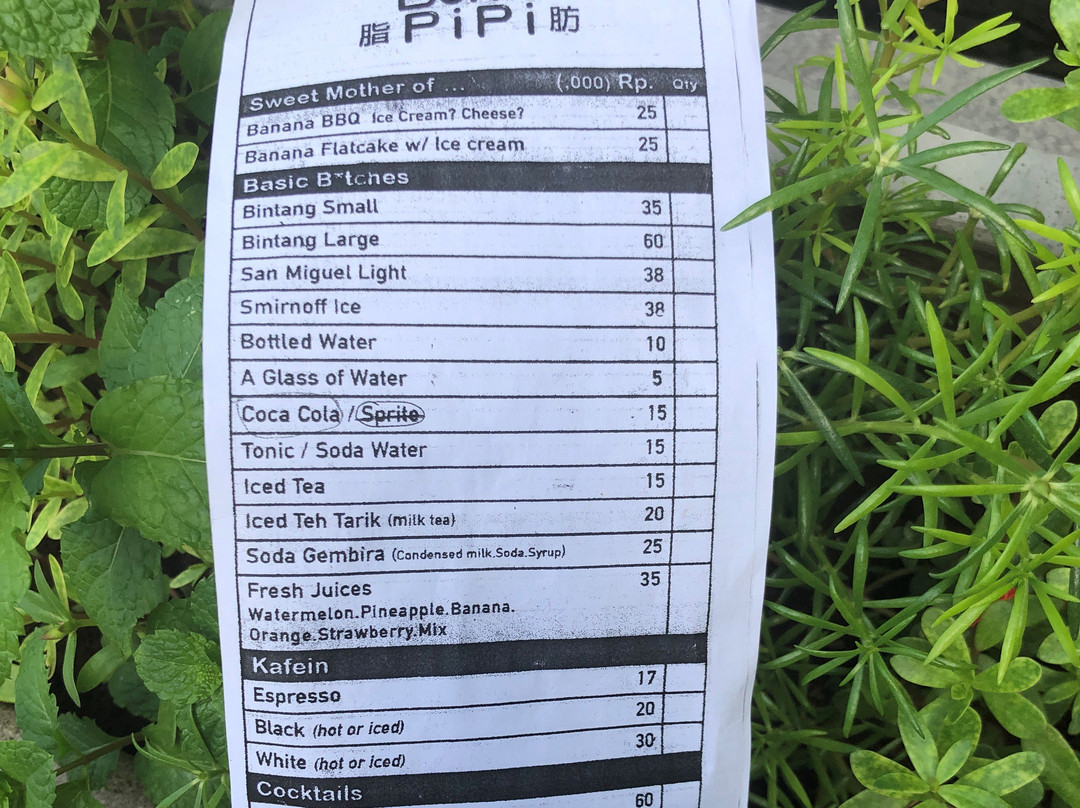 脂 PiPi 肪
Sweet Mother of ... (,000) Rp. Qty
Banana BBQ Ice Cream? Cheese? 25
Banana Flatcake w/ Ice cream 25
Basic B*tches
Bintang Small 35
Bintang Large 60
San Miguel Light 38
Smirnoff Ice 38
Bottled Water 10
A Glass of Water 5
Coca Cola / Sprite 15
Tonic / Soda Water 15
Iced Tea 15
Iced Teh Tarik (milk tea) 20
Soda Gembira (Condensed milk.Soda.Syrup) 25
Fresh Juices 35
Watermelon.Pineapple.Banana.
Orange.Strawberry.Mix
Kafein
Espresso 17
Black (hot or iced) 20
White (hot or iced) 30
Cocktails
60